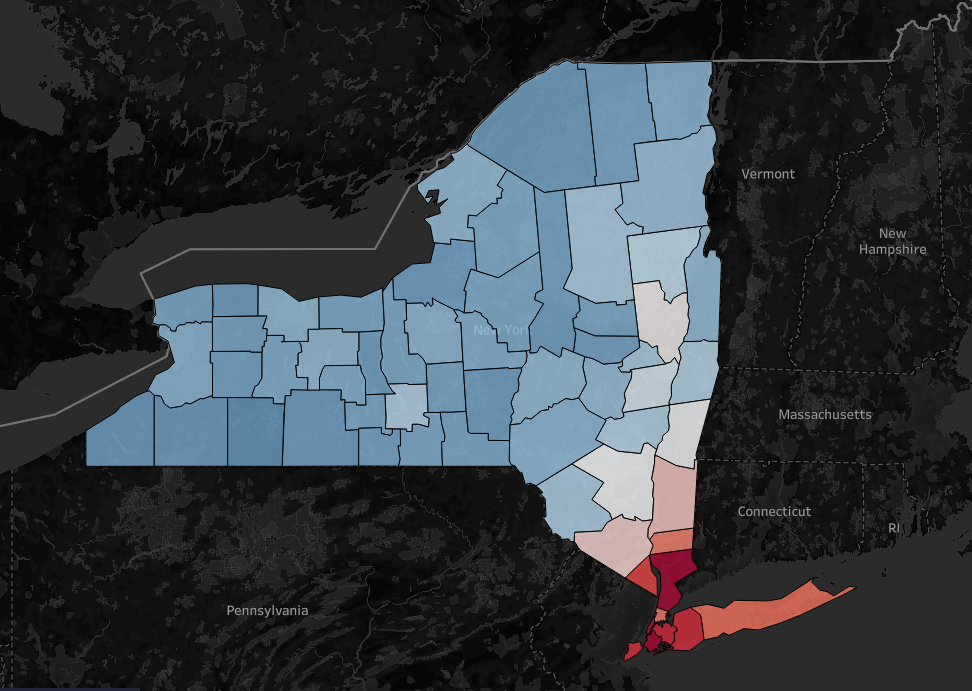 Vermont
New
Hampshire
New York
Massachusetts
Connecticut
RI
Pennsylvania